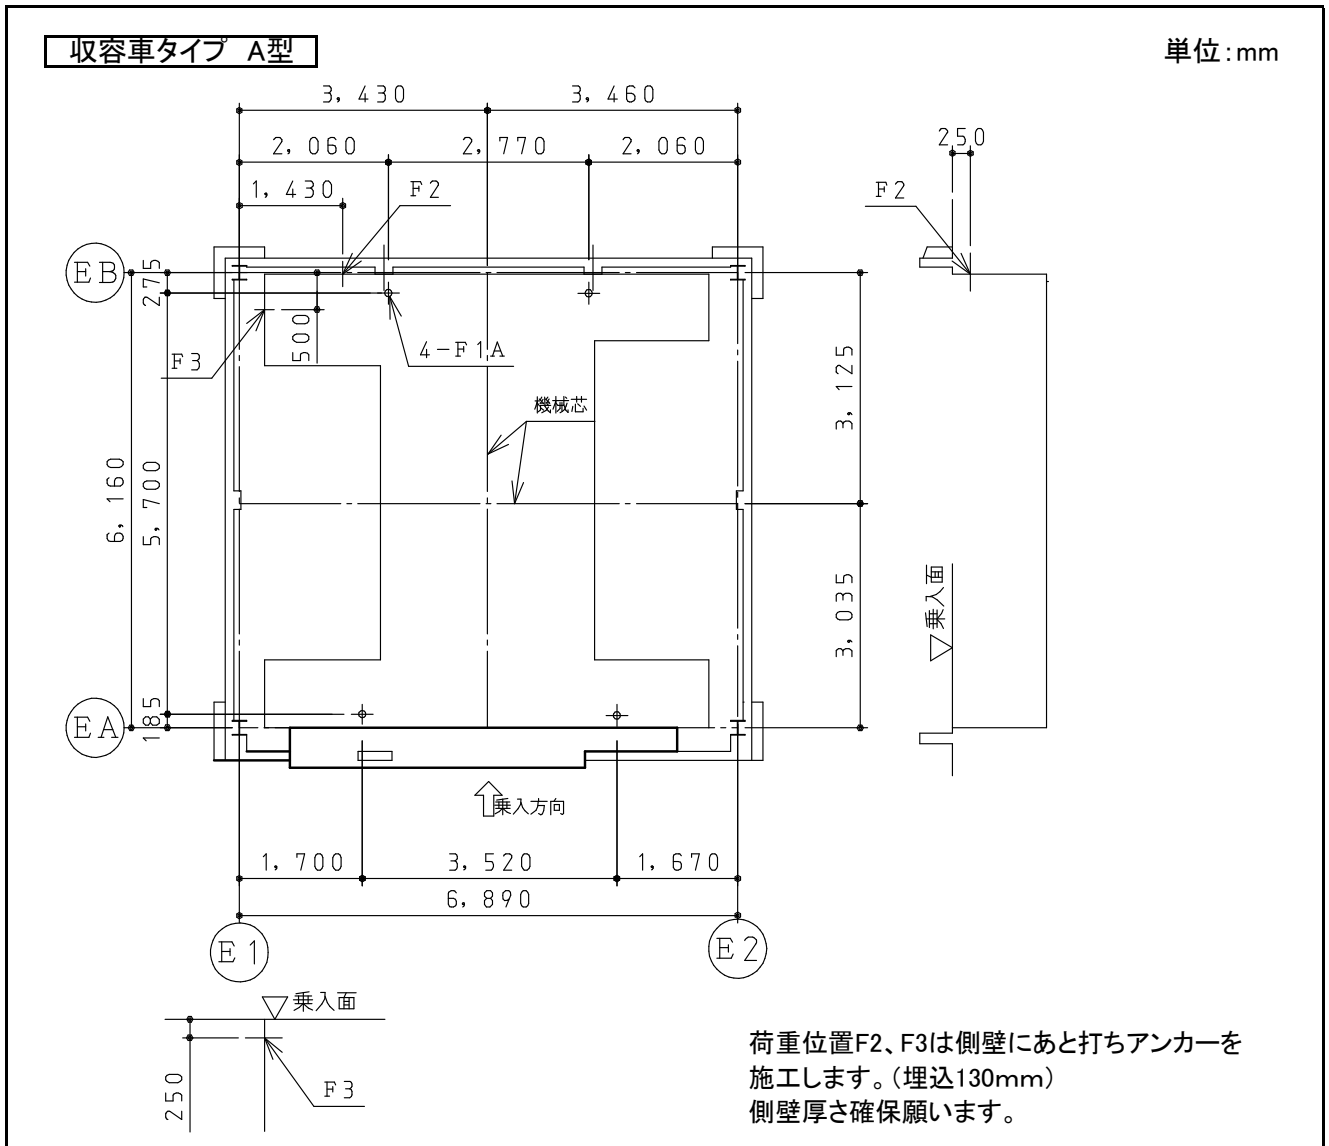 収容車タイプ A型
単位:mm
3,430
3,460
2,060
2,770
2,060
250
1,430
F2
F2
EB
275
500
F3
4-F1A
機械芯
3,125
6,160
5,700
3,035
▽乗入面
EA
185
乗入方向
1,700
3,520
1,670
6,890
E1
E2
▽乗入面
250
F3
荷重位置F2、F3は側壁にあと打ちアンカーを
施工します。(埋込130mm)
側壁厚さ確保願います。